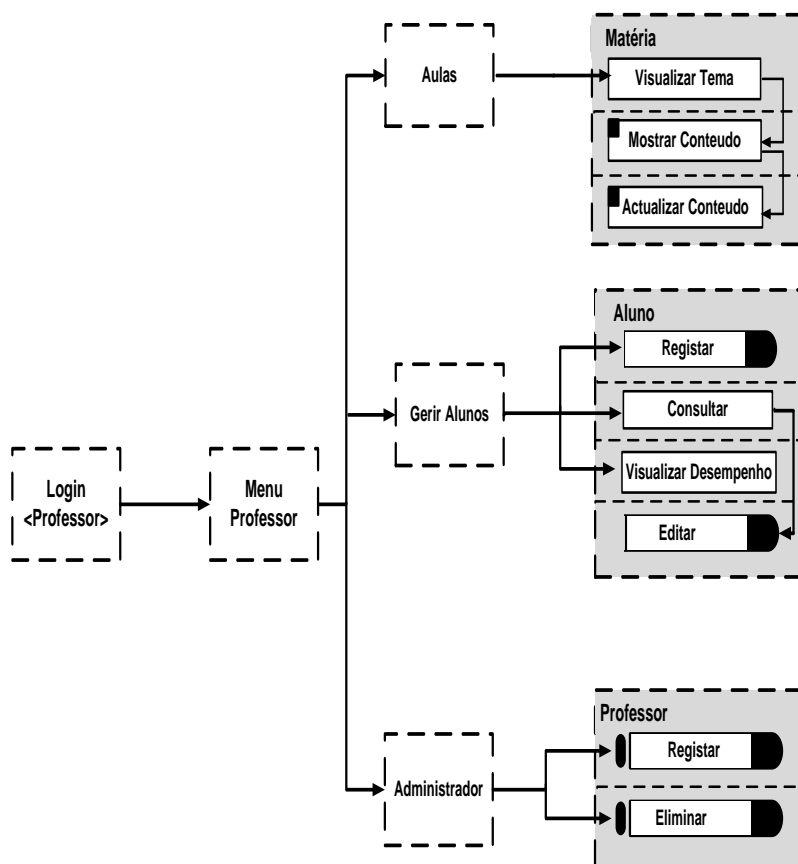 Matéria
Aulas
Visualizar Tema
Mostrar Conteudo
Actualizar Conteudo
Aluno
Registar
Gerir Alunos
Consultar
Visualizar Desempenho
Login
<Professor>
Menu
Professor
Editar
Professor
Registar
Administrador
Eliminar